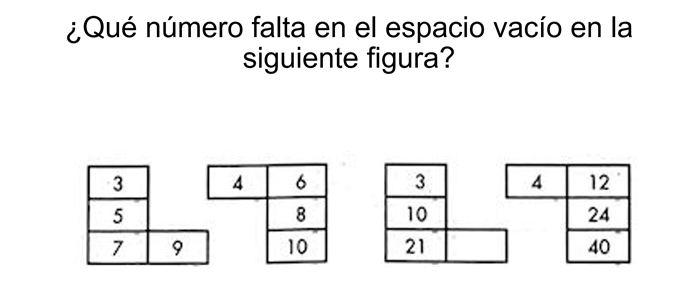 ¿Qué número falta en el espacio vacío en la
siguiente figura?
3 4 6 3 4 12
5 8 10 24
7 9 10 21 40